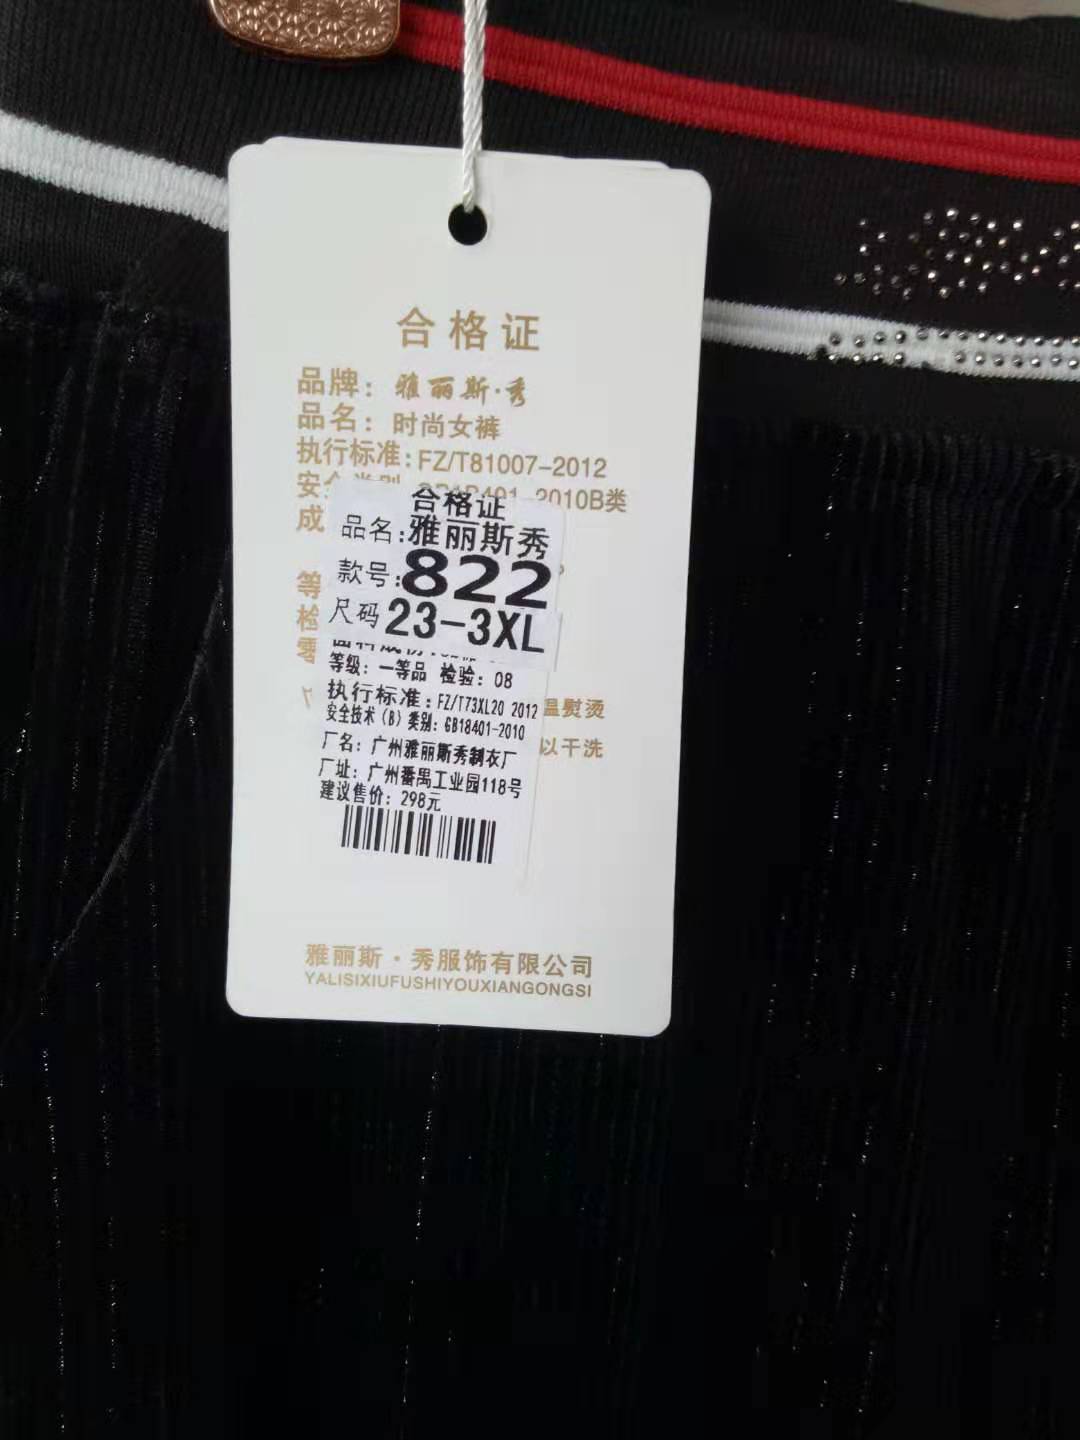 合格证
品牌：雅丽斯·秀
品名：时尚女裤
执行标准：FZ/T81007-2012
安 2010B类
成
合格证
品名：雅丽斯秀
款号：822
尺码 23-3XL
等
检
零
等级：一等品 检验：08
执行标准：FZ/T73XL20 2012
安全技术（B）类别：GB18401-2010
厂名：广州雅丽斯秀制衣厂
厂址：广州番禺工业园118号
建议售价：298元
温熨烫
以干洗
雅丽斯·秀服饰有限公司
YALISIXIUFUSHIYOUXIANGONGSI